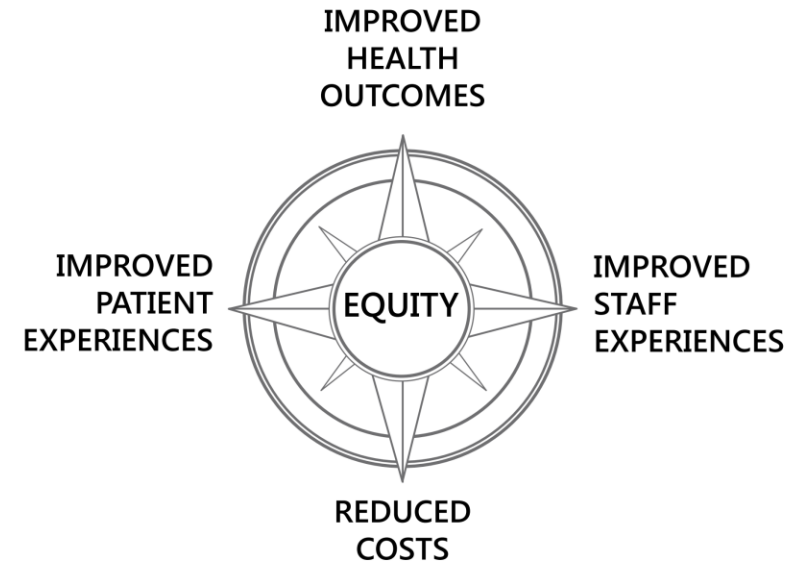 IMPROVED
HEALTH
OUTCOMES
IMPROVED
PATIENT
EXPERIENCES
EQUITY
IMPROVED
STAFF
EXPERIENCES
REDUCED
COSTS